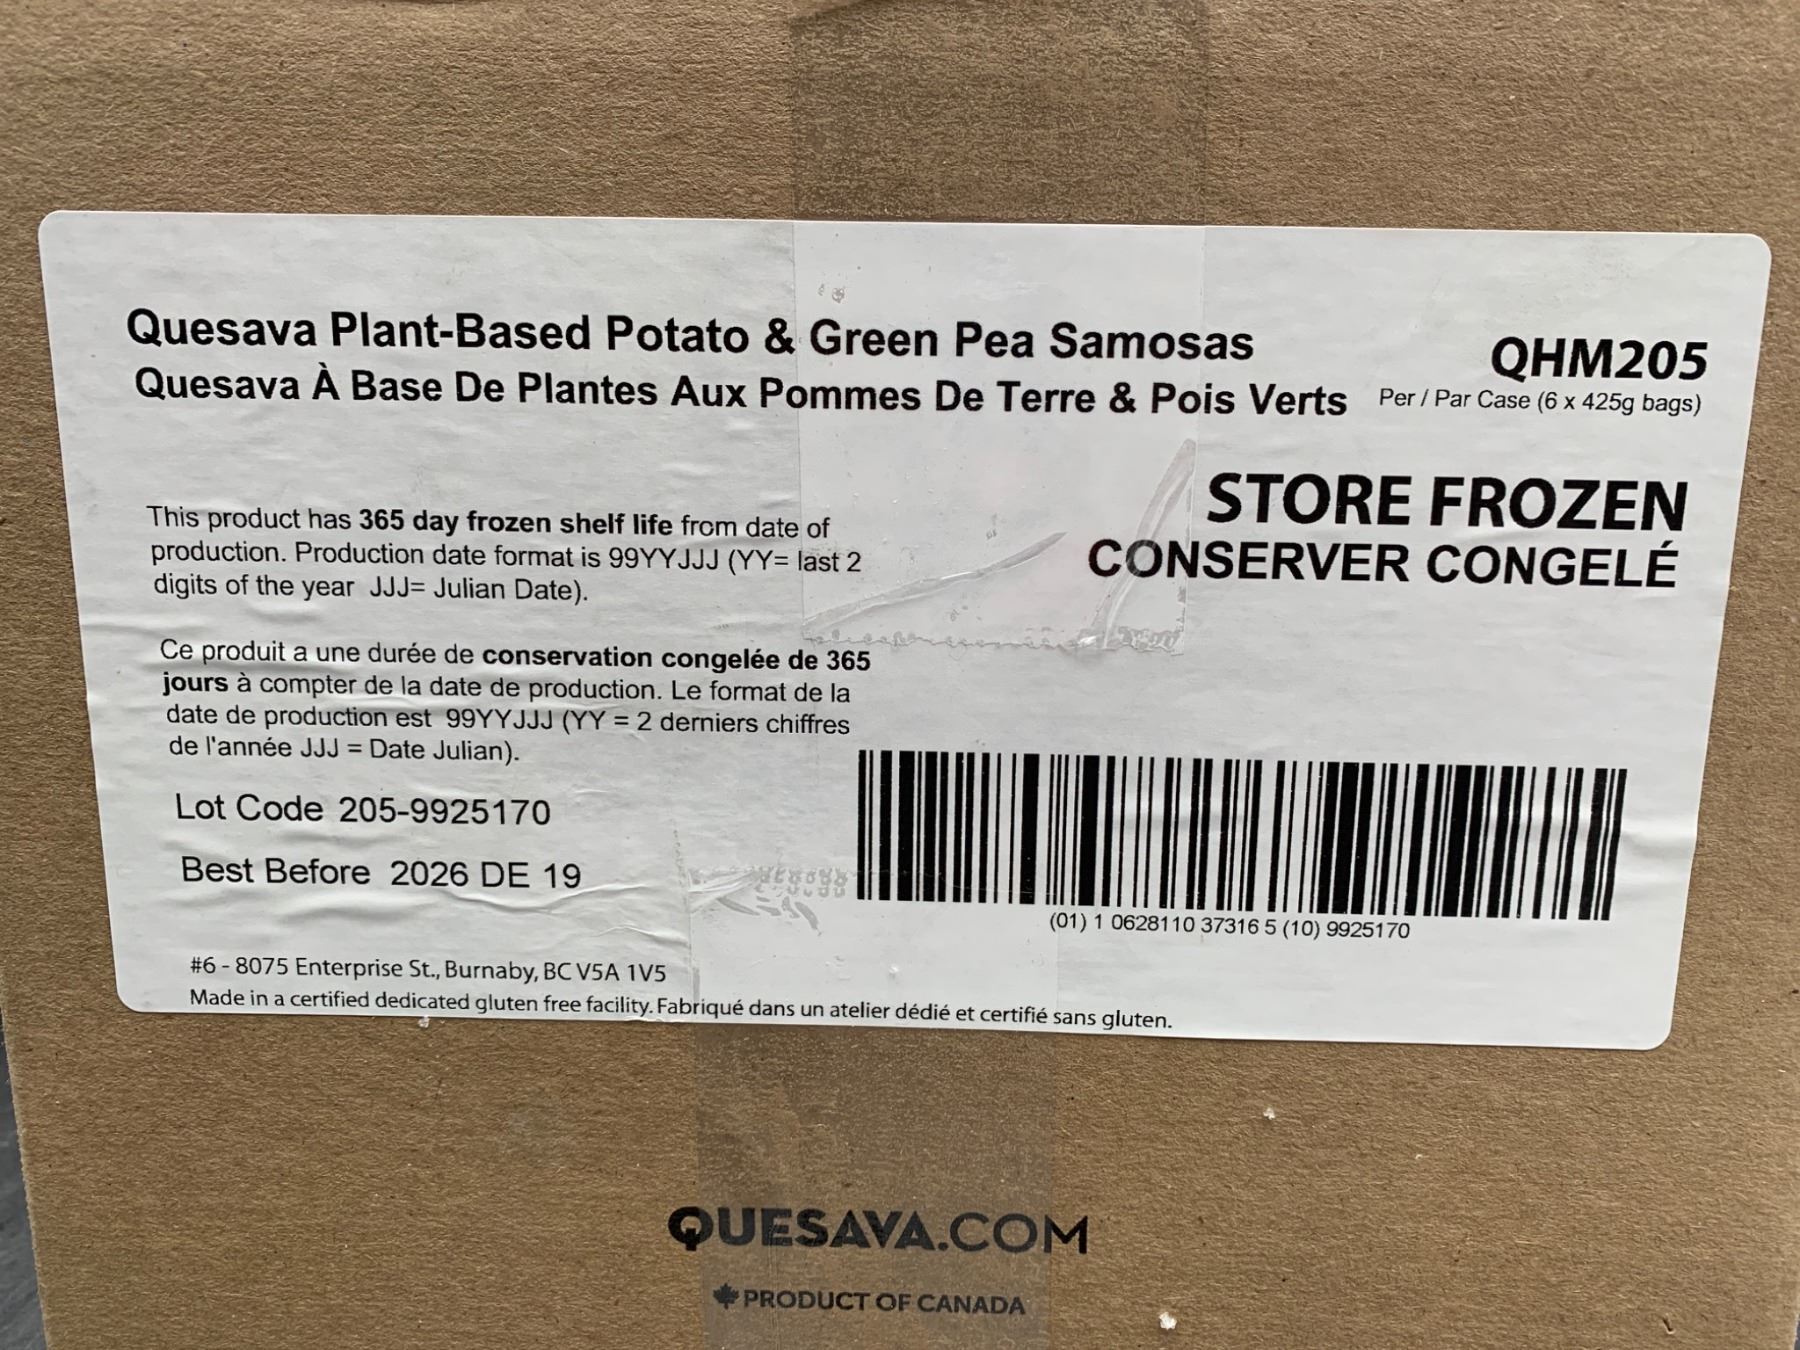 Quesava Plant-Based Potato & Green Pea Samosas
Quesava À Base De Plantes Aux Pommes De Terre & Pois Verts
QHM205
Per / Par Case (6 x 425g bags)
STORE FROZEN
CONSERVER CONGELÉ
This product has 365 day frozen shelf life from date of
production. Production date format is 99YYJJJ (YY= last 2
digits of the year JJJ= Julian Date).
Ce produit a une durée de conservation congelée de 365
jours à compter de la date de production. Le format de la
date de production est 99YYJJJ (YY = 2 derniers chiffres
de l'année JJJ = Date Julian).
Lot Code 205-9925170
Best Before 2026 DE 19
(01) 1 0628110 37316 5 (10) 9925170
#6 - 8075 Enterprise St., Burnaby, BC V5A 1V5
Made in a certified dedicated gluten free facility. Fabriqué dans un atelier dédié et certifié sans gluten.
QUESAVA.COM
PRODUCT OF CANADA